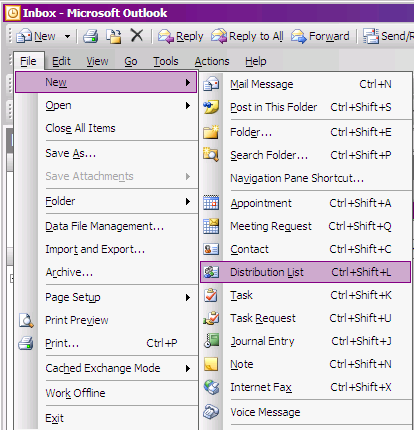 Inbox - Microsoft Outlook
New Reply Reply to All Forward Send/R
File Edit View Go Tools Actions Help
New
Open
Close All Items
Save As...
Save Attachments
Folder
Data File Management...
Import and Export...
Archive...
Page Setup
Print Preview
Print... Ctrl+P
Cached Exchange Mode
Work Offline
Exit
Mail Message Ctrl+N
Post in This Folder Ctrl+Shift+S
Folder... Ctrl+Shift+E
Search Folder... Ctrl+Shift+P
Navigation Pane Shortcut...
Appointment Ctrl+Shift+A
Meeting Request Ctrl+Shift+Q
Contact Ctrl+Shift+C
Distribution List Ctrl+Shift+L
Task Ctrl+Shift+K
Task Request Ctrl+Shift+U
Journal Entry Ctrl+Shift+J
Note Ctrl+Shift+N
Internet Fax Ctrl+Shift+X
Voice Message